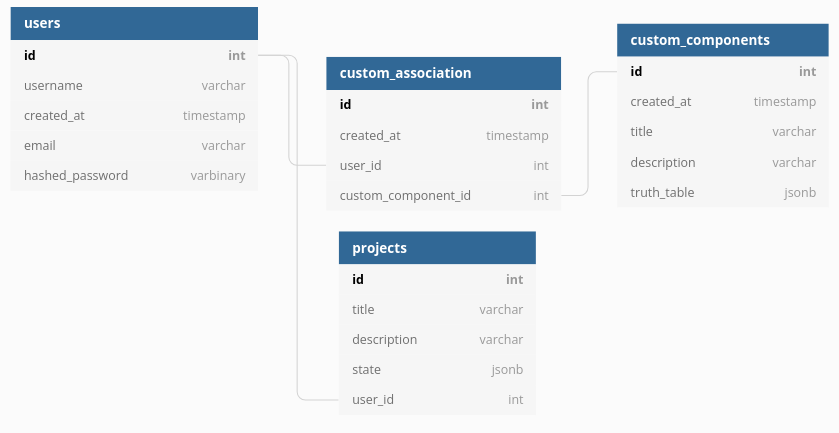 users
id int
username varchar
created_at timestamp
email varchar
hashed_password varbinary
custom_association
id int
created_at timestamp
user_id int
custom_component_id int
custom_components
id int
created_at timestamp
title varchar
description varchar
truth_table jsonb
projects
id int
title varchar
description varchar
state jsonb
user_id int